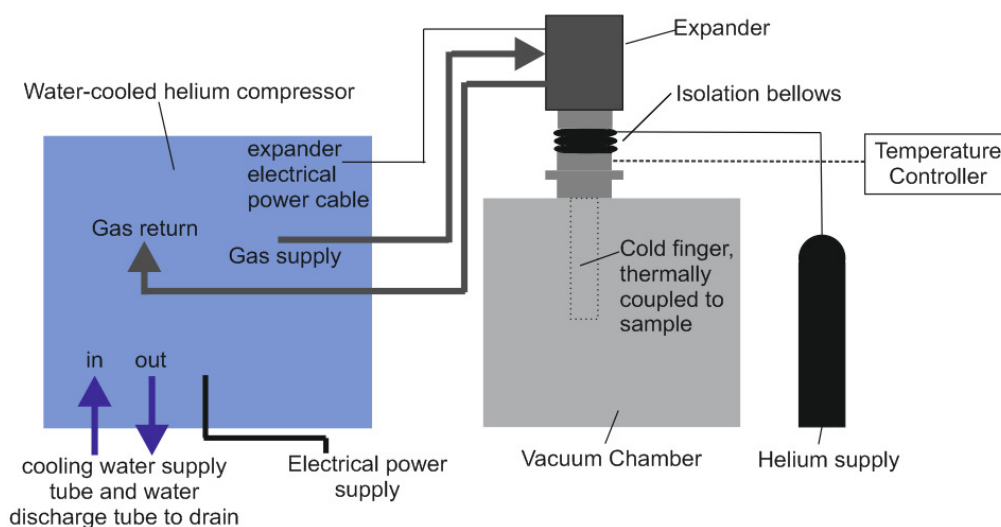 Expander
Water-cooled helium compressor
Isolation bellows
expander
electrical
power cable
Temperature
Controller
Gas return
Gas supply
Cold finger,
thermally
coupled to
sample
in
out
cooling water supply
tube and water
discharge tube to drain
Electrical power
supply
Vacuum Chamber
Helium supply